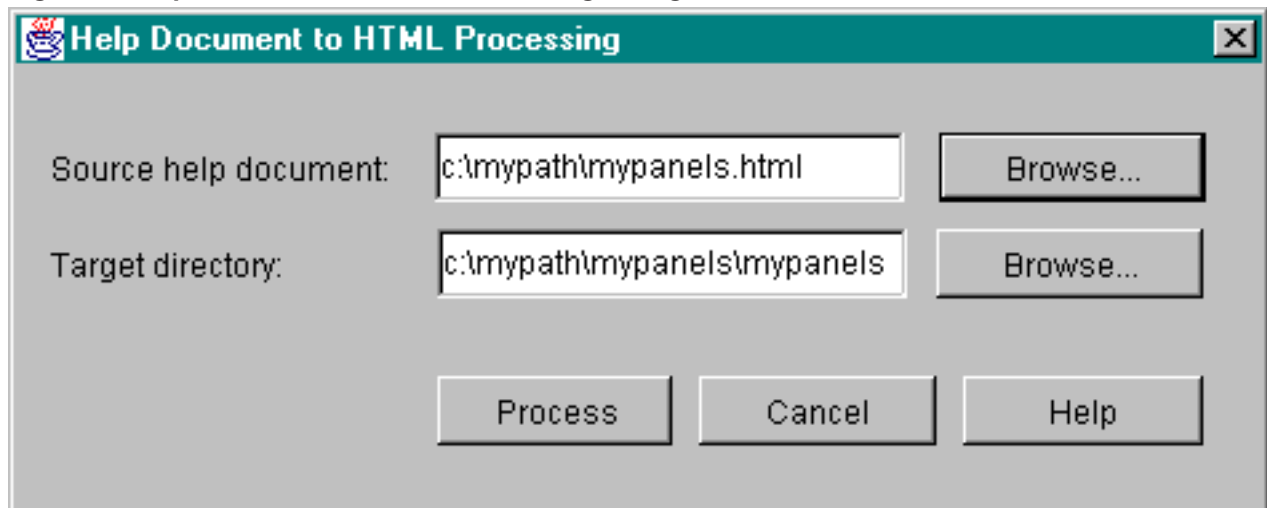 Help Document to HTML Processing
Source help document: c:\mypath\mypanels.html Browse...
Target directory: c:\mypath\mypanels\mypanels Browse...
Process Cancel Help